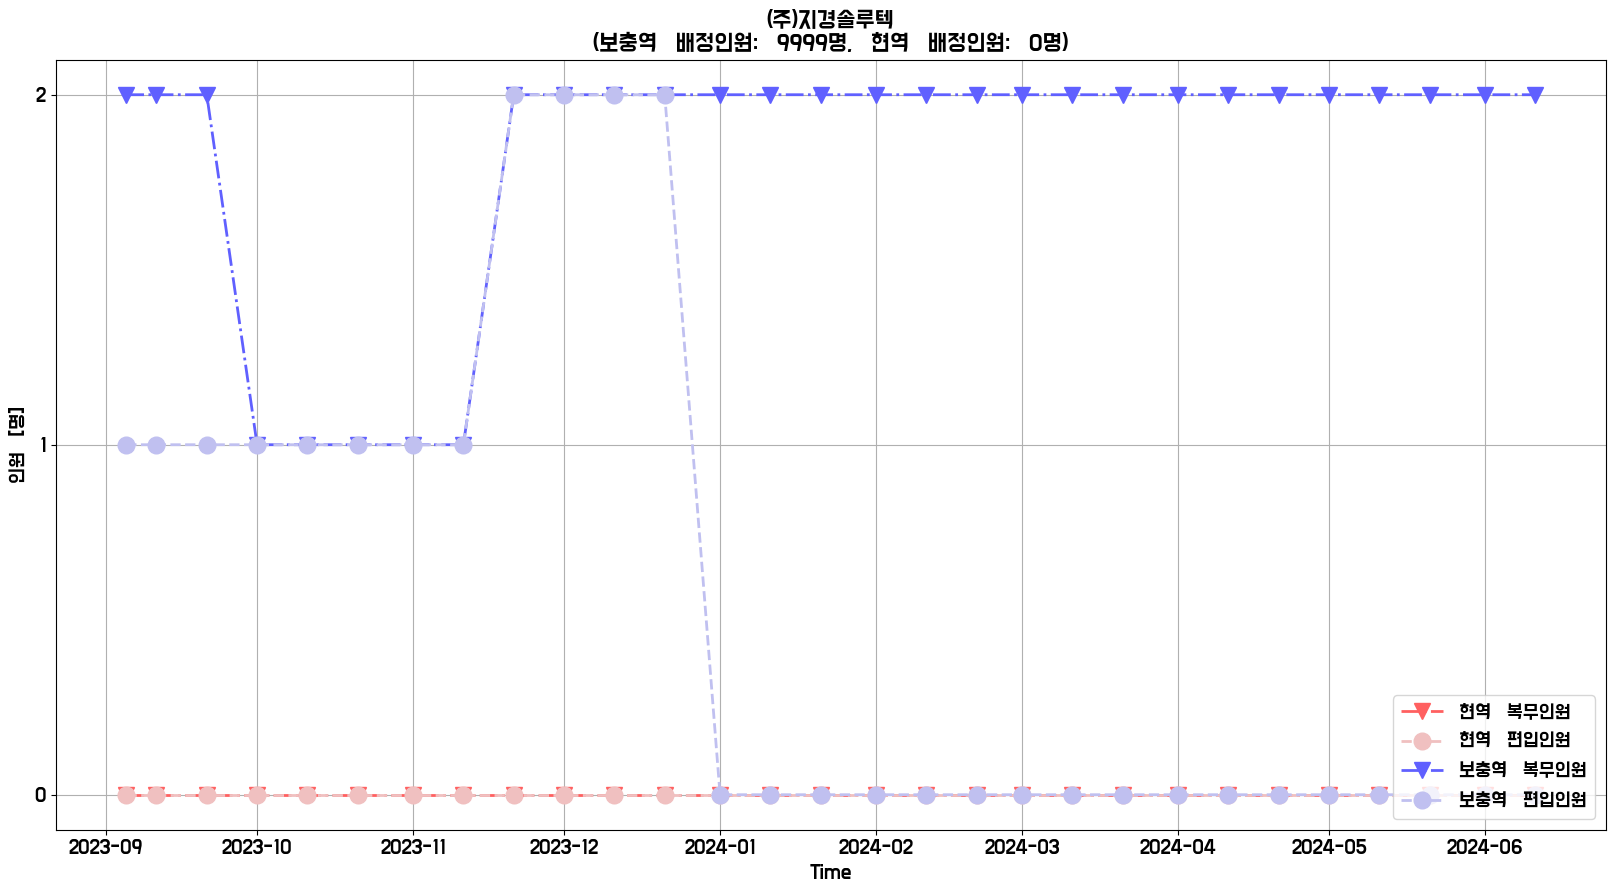 (주)지경솔루텍
(보충역 배정인원: 9999명, 현역 배정인원: 0명)
2
1
0
인원 [명]
현역 복무인원
현역 편입인원
보충역 복무인원
보충역 편입인원
2023-09 2023-10 2023-11 2023-12 2024-01 2024-02 2024-03 2024-04 2024-05 2024-06
Time